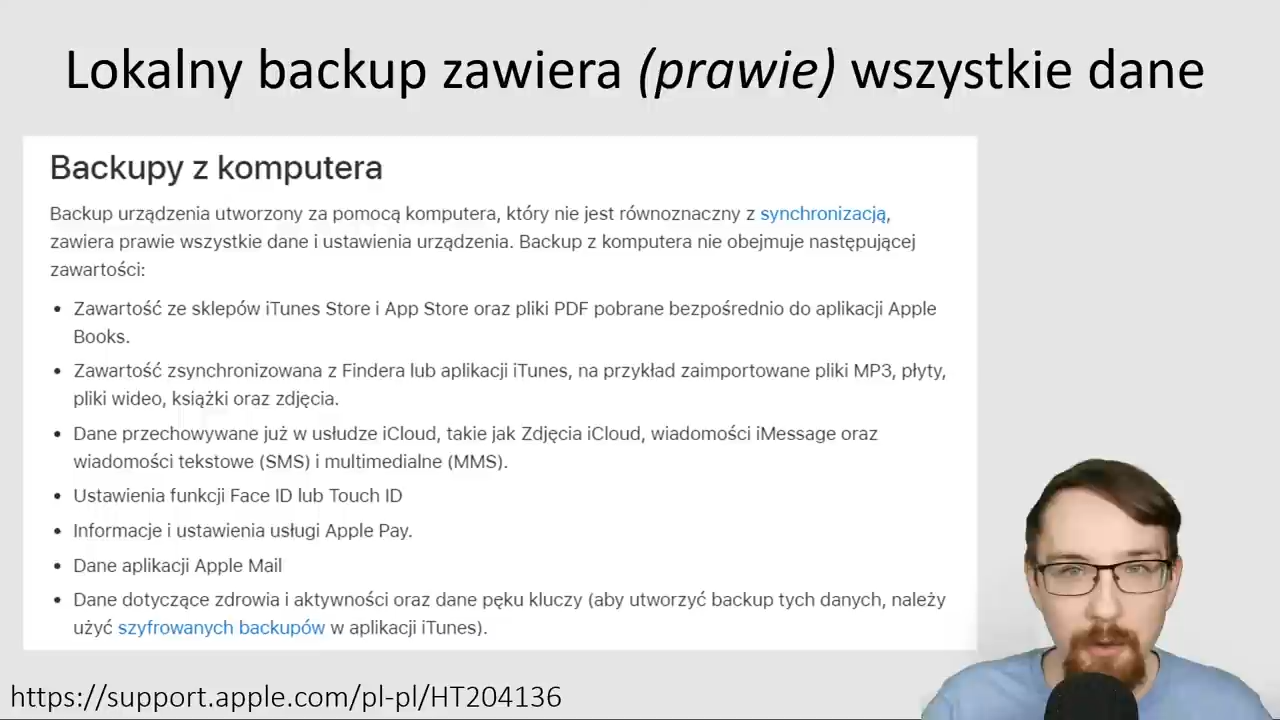 Lokalny backup zawiera (prawie) wszystkie dane
Backupy z komputera
Backup urządzenia utworzony za pomocą komputera, który nie jest równoznaczny z synchronizacją,
zawiera prawie wszystkie dane i ustawienia urządzenia. Backup z komputera nie obejmuje następującej
zawartości:
• Zawartość ze sklepów iTunes Store i App Store oraz pliki PDF pobrane bezpośrednio do aplikacji Apple
Books.
• Zawartość zsynchronizowana z Findera lub aplikacji iTunes, na przykład zaimportowane pliki MP3, płyty,
pliki wideo, książki oraz zdjęcia.
• Dane przechowywane już w usłudze iCloud, takie jak Zdjęcia iCloud, wiadomości iMessage oraz
wiadomości tekstowe (SMS) i multimedialne (MMS).
• Ustawienia funkcji Face ID lub Touch ID
• Informacje i ustawienia usługi Apple Pay.
• Dane aplikacji Apple Mail
• Dane dotyczące zdrowia i aktywności oraz dane pęku kluczy (aby utworzyć backup tych danych, należy
użyć szyfrowanych backupów w aplikacji iTunes).
https://support.apple.com/pl-pl/HT204136